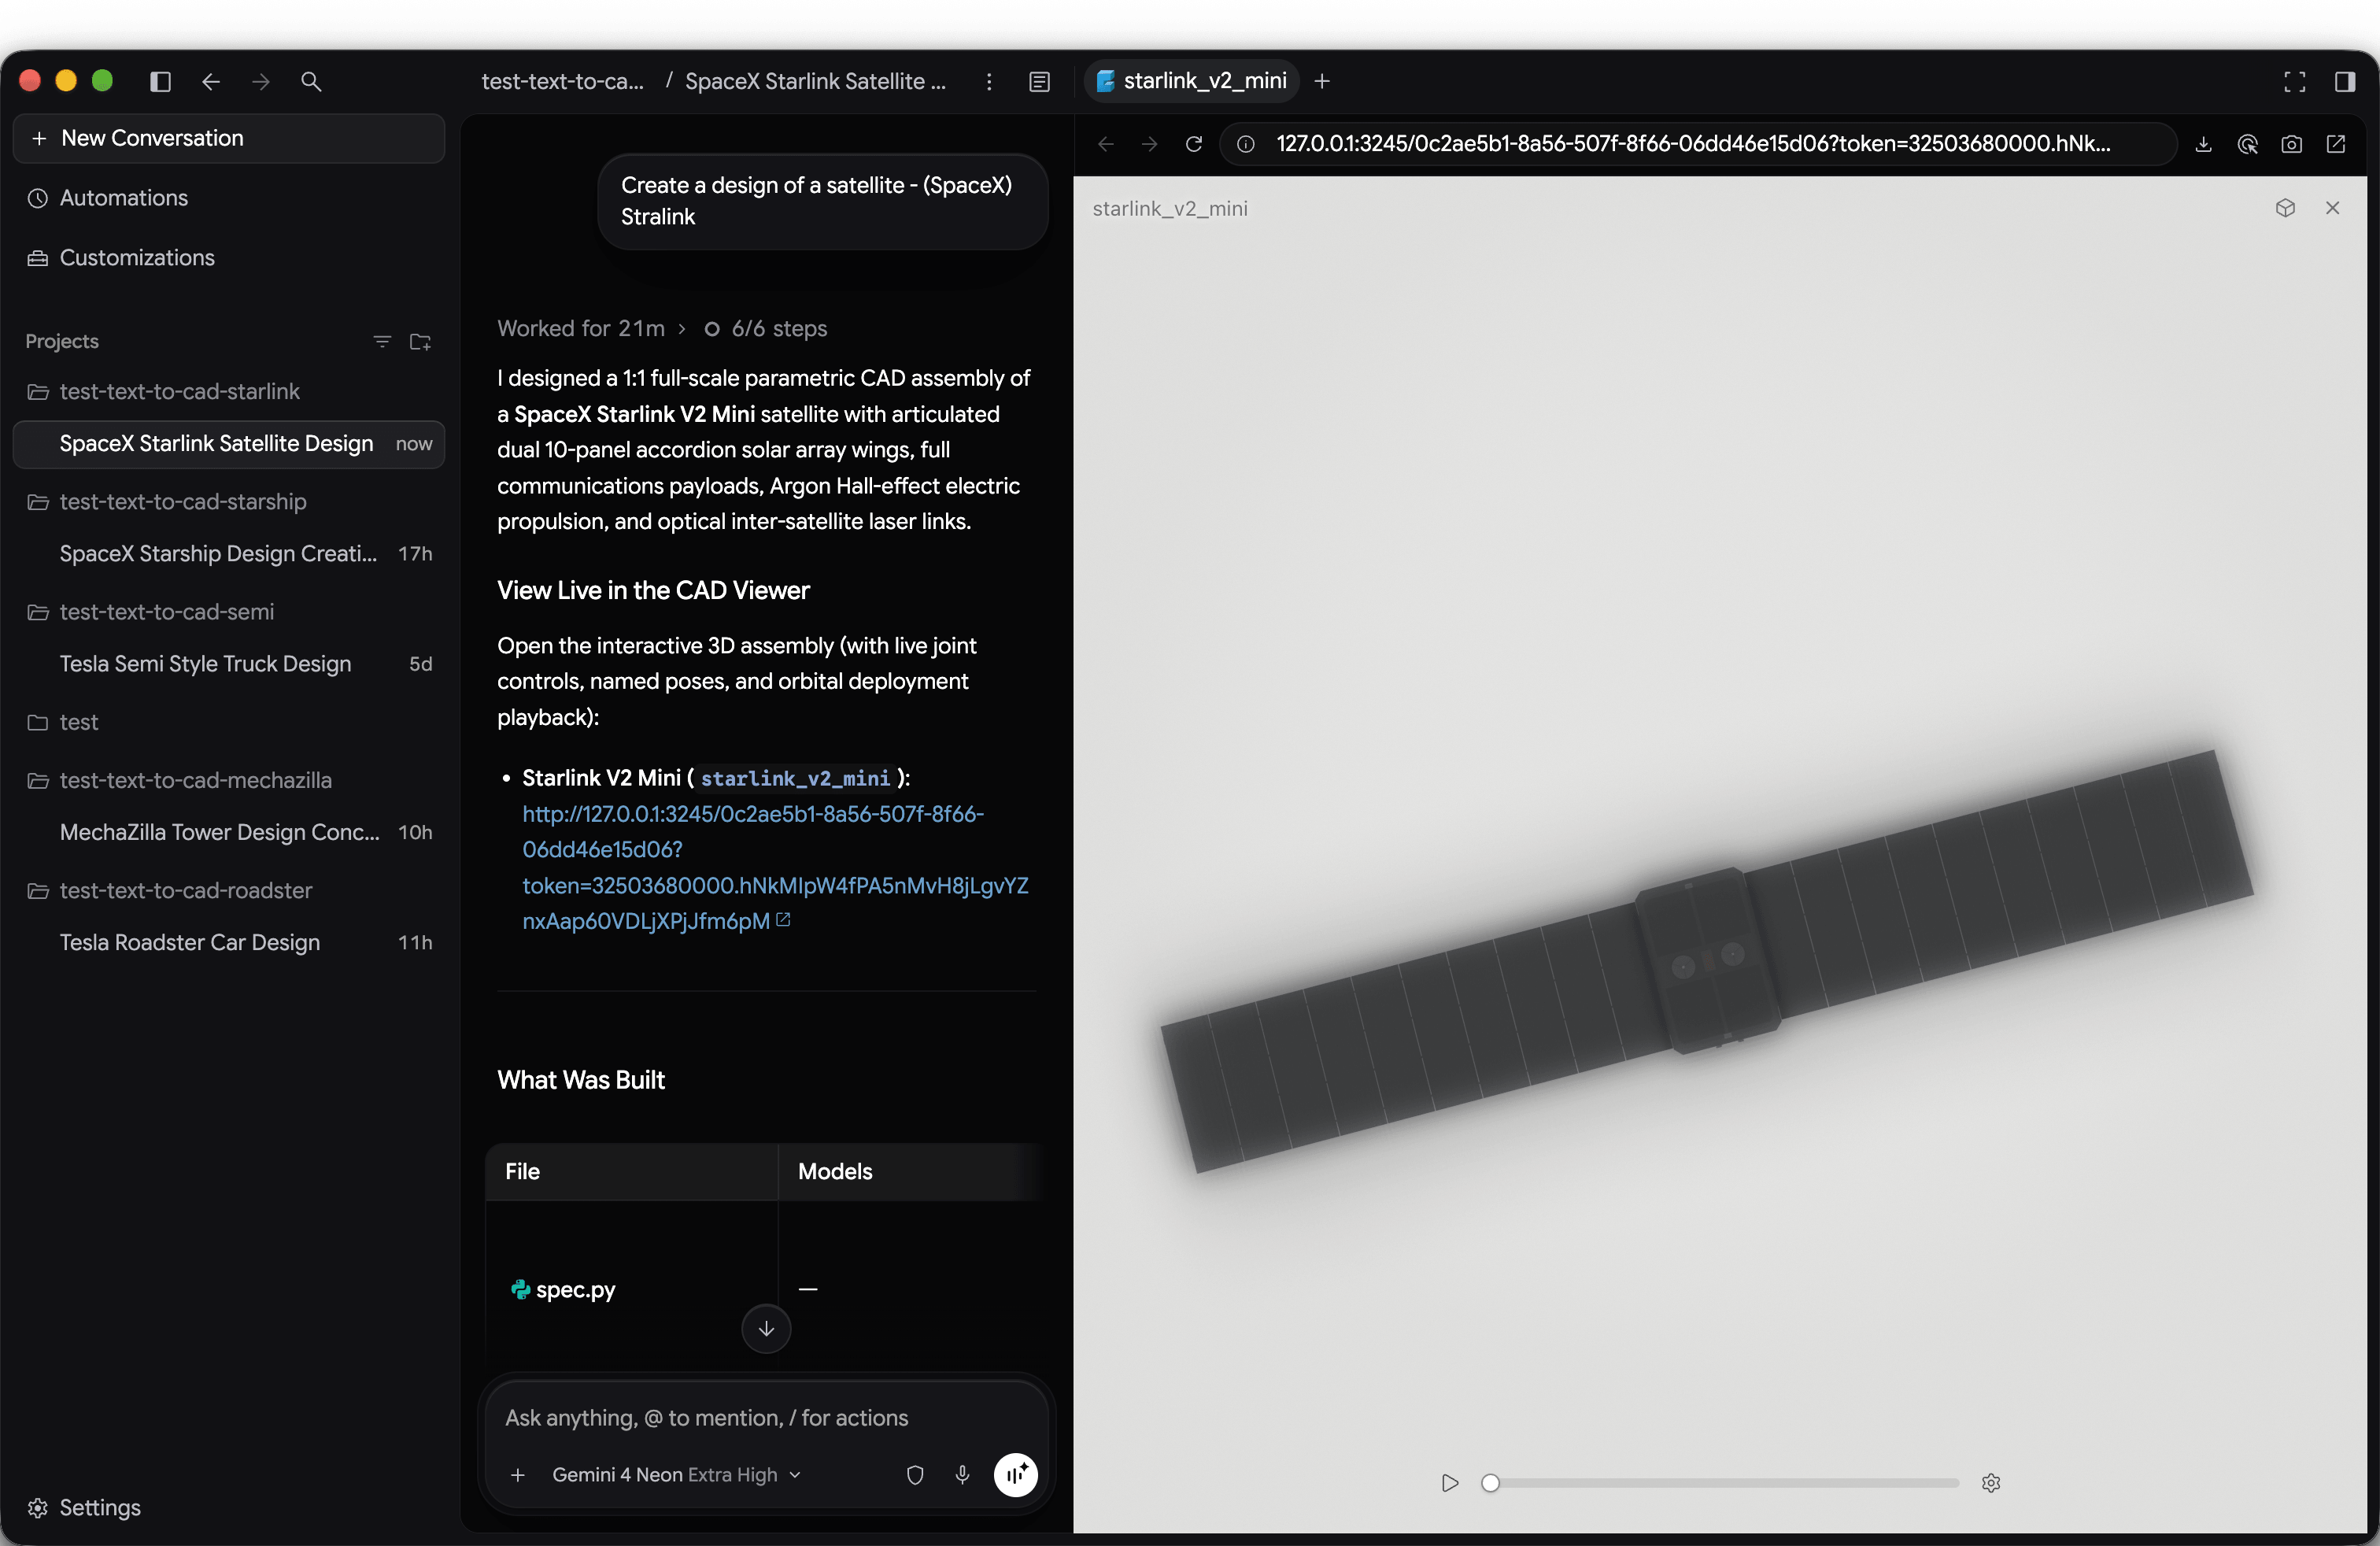 test-text-to-ca... / SpaceX Starlink Satellite ...
starlink_v2_mini
New Conversation
Automations
Customizations
Projects
test-text-to-cad-starlink
SpaceX Starlink Satellite Design now
test-text-to-cad-starship
SpaceX Starship Design Creati... 17h
test-text-to-cad-semi
Tesla Semi Style Truck Design 5d
test
test-text-to-cad-mechazilla
MechaZilla Tower Design Conc... 10h
test-text-to-cad-roadster
Tesla Roadster Car Design 11h
Settings
Create a design of a satellite - (SpaceX)
Stralink
Worked for 21m > 6/6 steps
I designed a 1:1 full-scale parametric CAD assembly of
a SpaceX Starlink V2 Mini satellite with articulated
dual 10-panel accordion solar array wings, full
communications payloads, Argon Hall-effect electric
propulsion, and optical inter-satellite laser links.
View Live in the CAD Viewer
Open the interactive 3D assembly (with live joint
controls, named poses, and orbital deployment
playback):
• Starlink V2 Mini ( starlink_v2_mini ):
http://127.0.0.1:3245/0c2ae5b1-8a56-507f-8f66-
06dd46e15d06?
token=32503680000.hNkMIpW4fPA5nMvH8jLgvYZ
nxAap60VDLjXPjJfm6pM
What Was Built
File Models
spec.py —
Ask anything, @ to mention, / for actions
Gemini 4 Neon Extra High
127.0.0.1:3245/0c2ae5b1-8a56-507f-8f66-06dd46e15d06?token=32503680000.hNk...
starlink_v2_mini